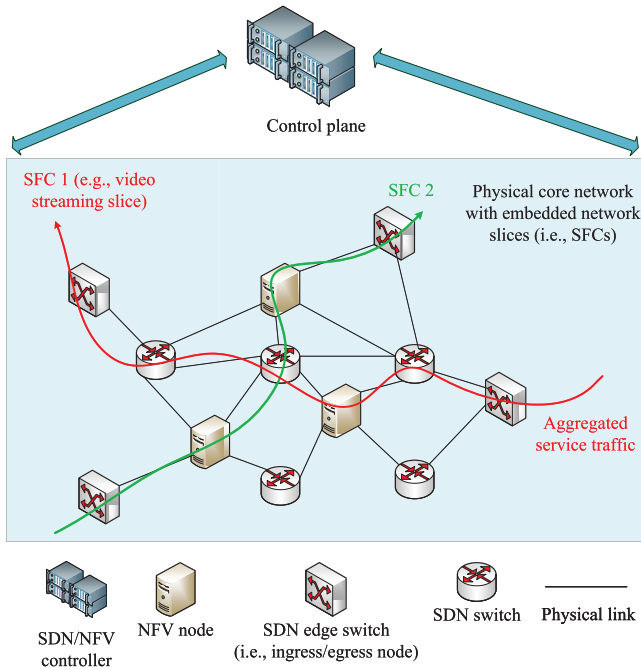 Control plane
SFC 1 (e.g., video
streaming slice)
SFC 2
Physical core network
with embedded network
slices (i.e., SFCs)
Aggregated
service traffic
SDN/NFV
controller
NFV node
SDN edge switch
(i.e., ingress/egress node)
SDN switch
Physical link